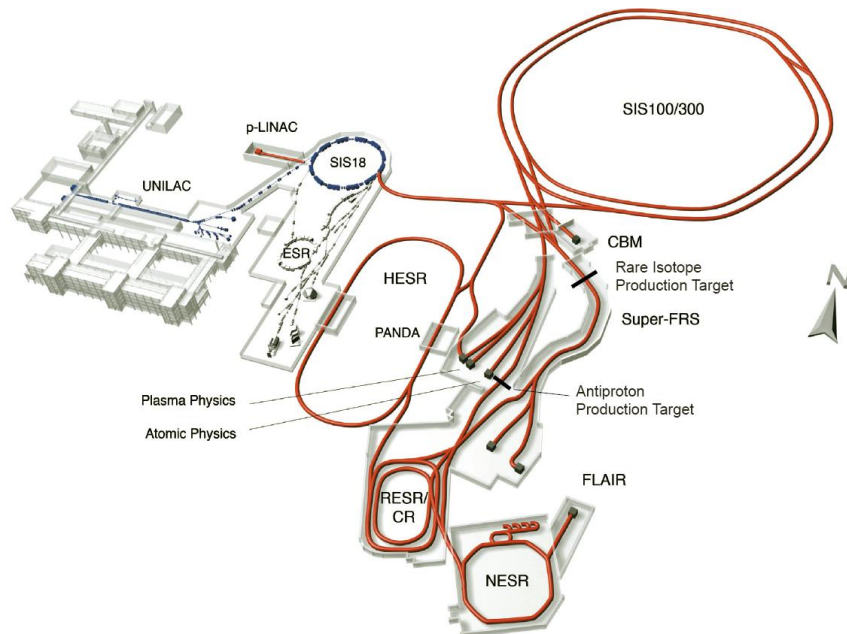 SIS100/300
p-LINAC
SIS18
UNILAC
ESR
CBM
HESR
Rare Isotope
Production Target
N
Super-FRS
PANDA
Plasma Physics
Antiproton
Production Target
Atomic Physics
FLAIR
RESR/
CR
NESR